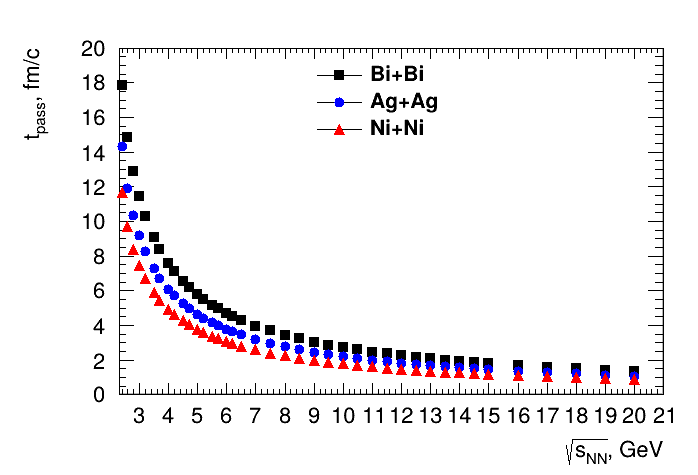 20
18
16
14
12
10
8
6
4
2
0
t_pass, fm/c
Bi+Bi
Ag+Ag
Ni+Ni
3 4 5 6 7 8 9 10 11 12 13 14 15 16 17 18 19 20 21
√s_NN, GeV